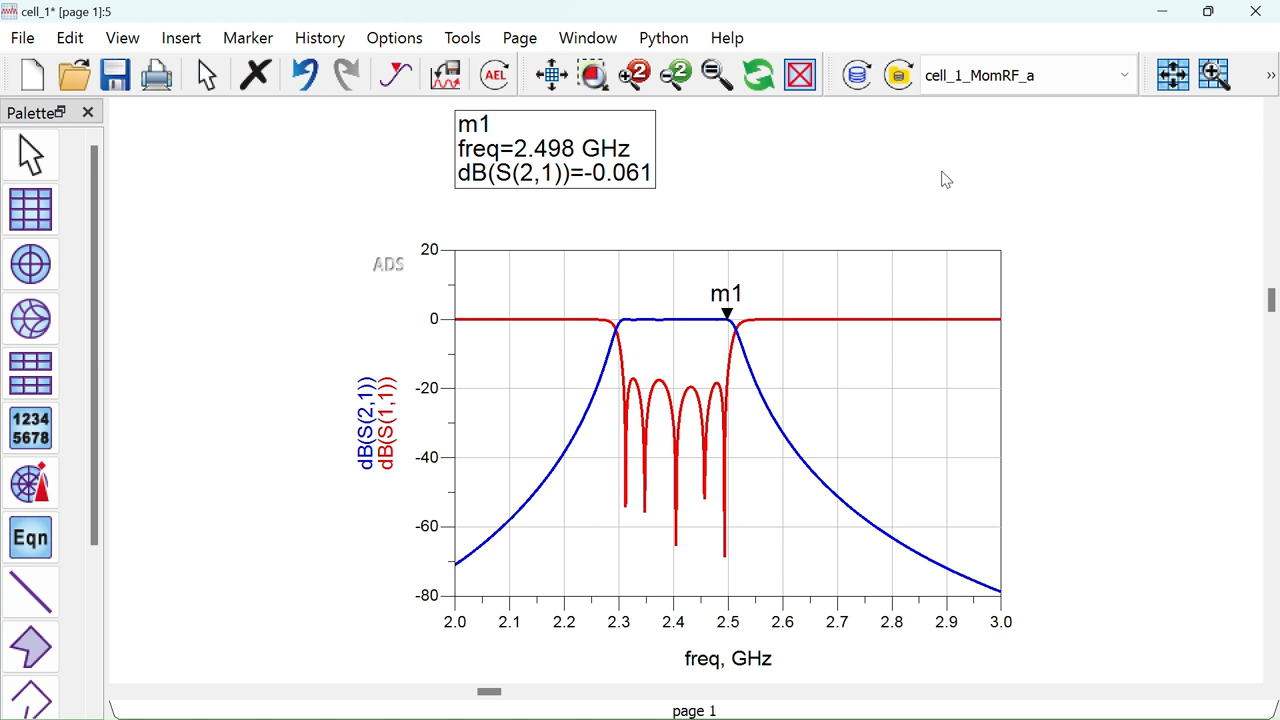 cell_1* [page 1]:5
File Edit View Insert Marker History Options Tools Page Window Python Help
AEL 2 2 cell_1_MomRF_a »
Palette
m1
freq=2.498 GHz
dB(S(2,1))=-0.061
1234
5678
Eqn
ADS
m1
20
0
-20
-40
-60
-80
dB(S(2,1))
dB(S(1,1))
2.0 2.1 2.2 2.3 2.4 2.5 2.6 2.7 2.8 2.9 3.0
freq, GHz
page 1